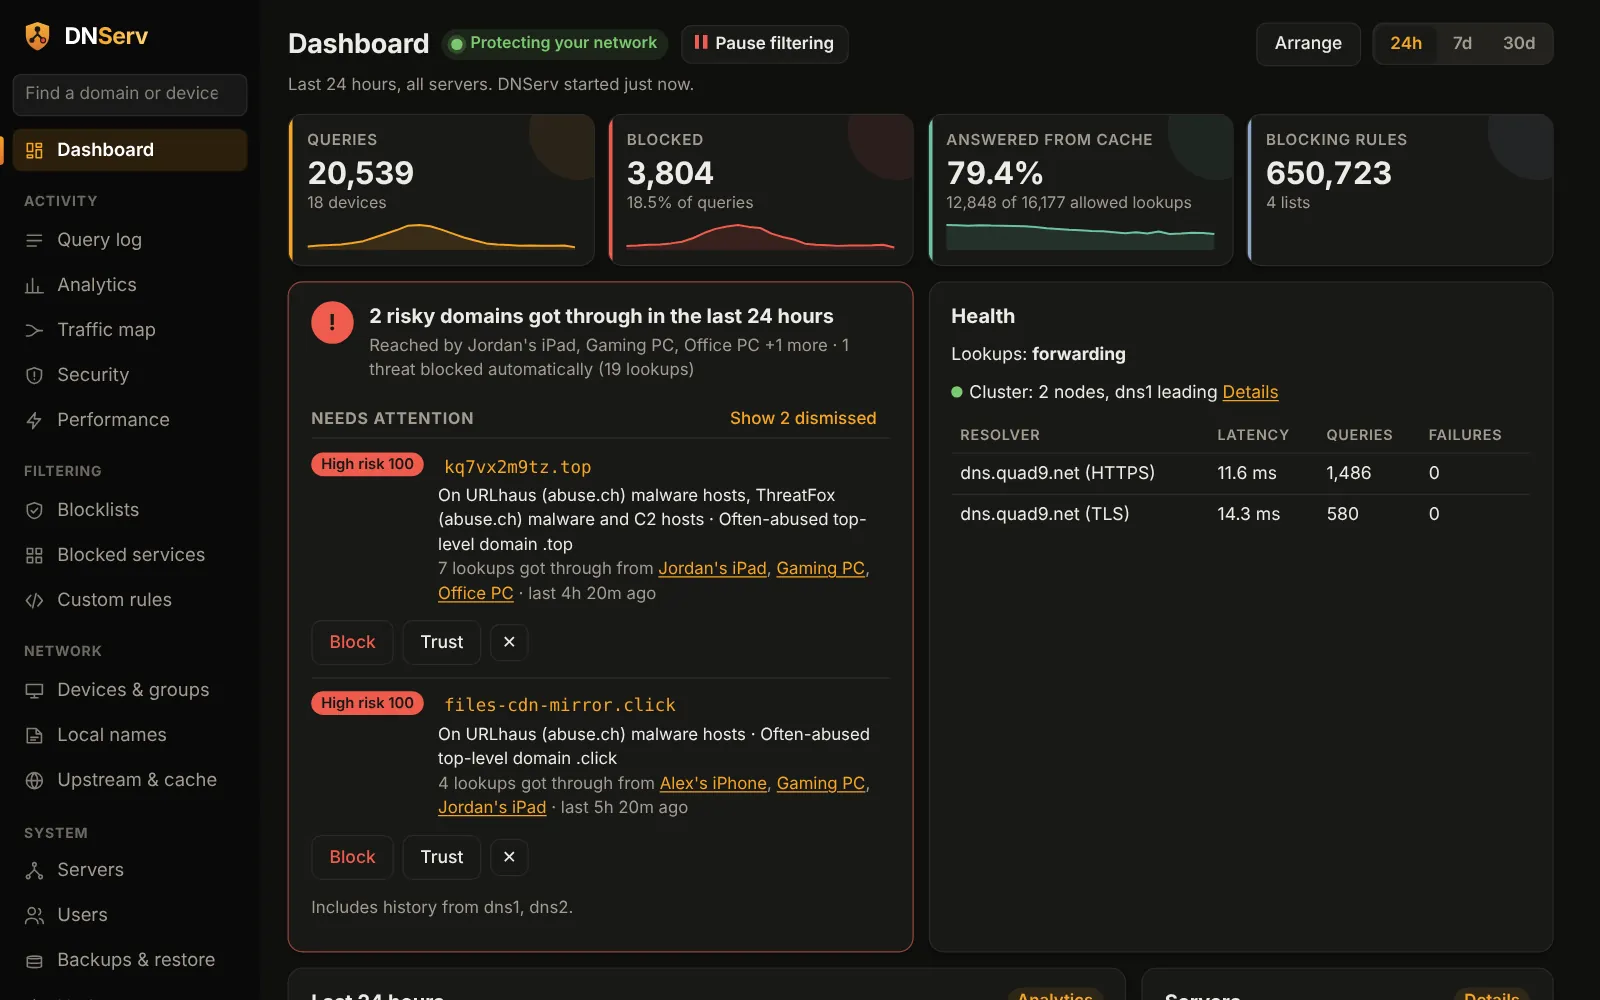 DNServ
Find a domain or device
Dashboard
ACTIVITY
Query log
Analytics
Traffic map
Security
Performance
FILTERING
Blocklists
Blocked services
Custom rules
NETWORK
Devices & groups
Local names
Upstream & cache
SYSTEM
Servers
Users
Backups & restore
Dashboard
Protecting your network
Pause filtering
Arrange
24h 7d 30d
Last 24 hours, all servers. DNServ started just now.
QUERIES
20,539
18 devices
BLOCKED
3,804
18.5% of queries
ANSWERED FROM CACHE
79.4%
12,848 of 16,177 allowed lookups
BLOCKING RULES
650,723
4 lists
!
2 risky domains got through in the last 24 hours
Reached by Jordan's iPad, Gaming PC, Office PC +1 more · 1
threat blocked automatically (19 lookups)
NEEDS ATTENTION Show 2 dismissed
High risk 100 kq7vx2m9tz.top
On URLhaus (abuse.ch) malware hosts, ThreatFox
(abuse.ch) malware and C2 hosts · Often-abused top-
level domain .top
7 lookups got through from Jordan's iPad, Gaming PC,
Office PC · last 4h 20m ago
Block Trust ✕
High risk 100 files-cdn-mirror.click
On URLhaus (abuse.ch) malware hosts · Often-abused
top-level domain .click
4 lookups got through from Alex's iPhone, Gaming PC,
Jordan's iPad · last 5h 20m ago
Block Trust ✕
Includes history from dns1, dns2.
Health
Lookups: forwarding
Cluster: 2 nodes, dns1 leading Details
RESOLVER LATENCY QUERIES FAILURES
dns.quad9.net (HTTPS) 11.6 ms 1,486 0
dns.quad9.net (TLS) 14.3 ms 580 0
Last 24 hours Analytics
Servers Details